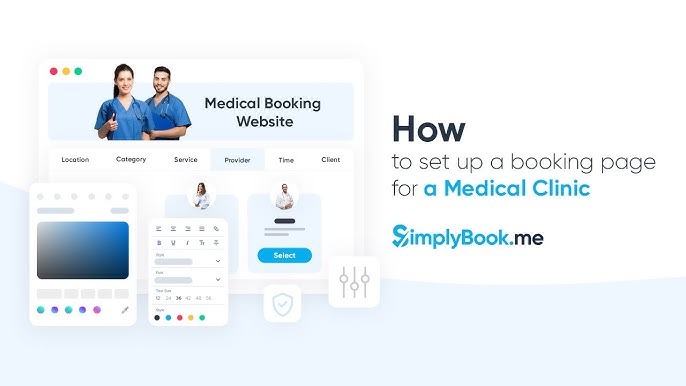 Medical Booking
Website
Location Category Service Provider Time Client
Select
B U I Tt
Style
Font
Text Size
12 24 36 42 48 56
Style
How
to set up a booking page
for a Medical Clinic
SimplyBook.me